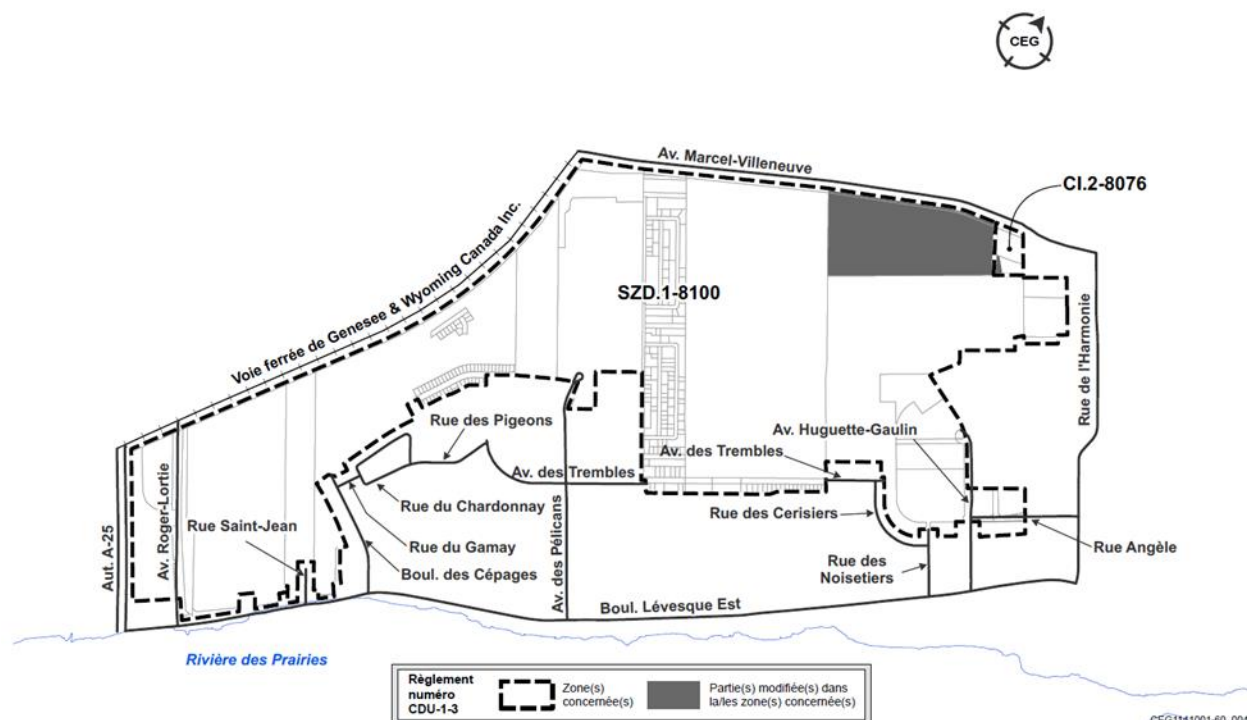 CEG
Av. Marcel-Villeneuve
CI.2-8076
Voie ferrée de Genesee & Wyoming Canada Inc.
SZD.1-8100
Rue de l'Harmonie
Rue des Pigeons
Av. Huguette-Gaulin
Av. des Trembles
Av. des Trembles
Av. Roger-Lortie
Rue du Chardonnay
Rue des Cerisiers
Rue Saint-Jean
Aut. A-25
Rue du Gamay
Av. des Pélicans
Rue Angèle
Boul. des Cépages
Rue des
Noisetiers
Boul. Lévesque Est
Rivière des Prairies
Règlement
numéro
CDU-1-3
Zone(s)
concernée(s)
Partie(s) modifiée(s) dans
la/les zone(s) concernée(s)